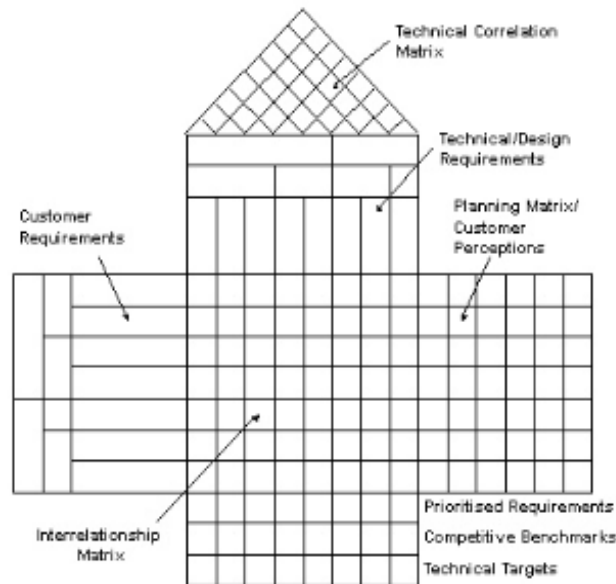 Technical Correlation
Matrix
Technical/Design
Requirements
Customer
Requirements
Planning Matrix/
Customer
Perceptions
Interrelationship
Matrix
Prioritised Requirements
Competitive Benchmarks
Technical Targets